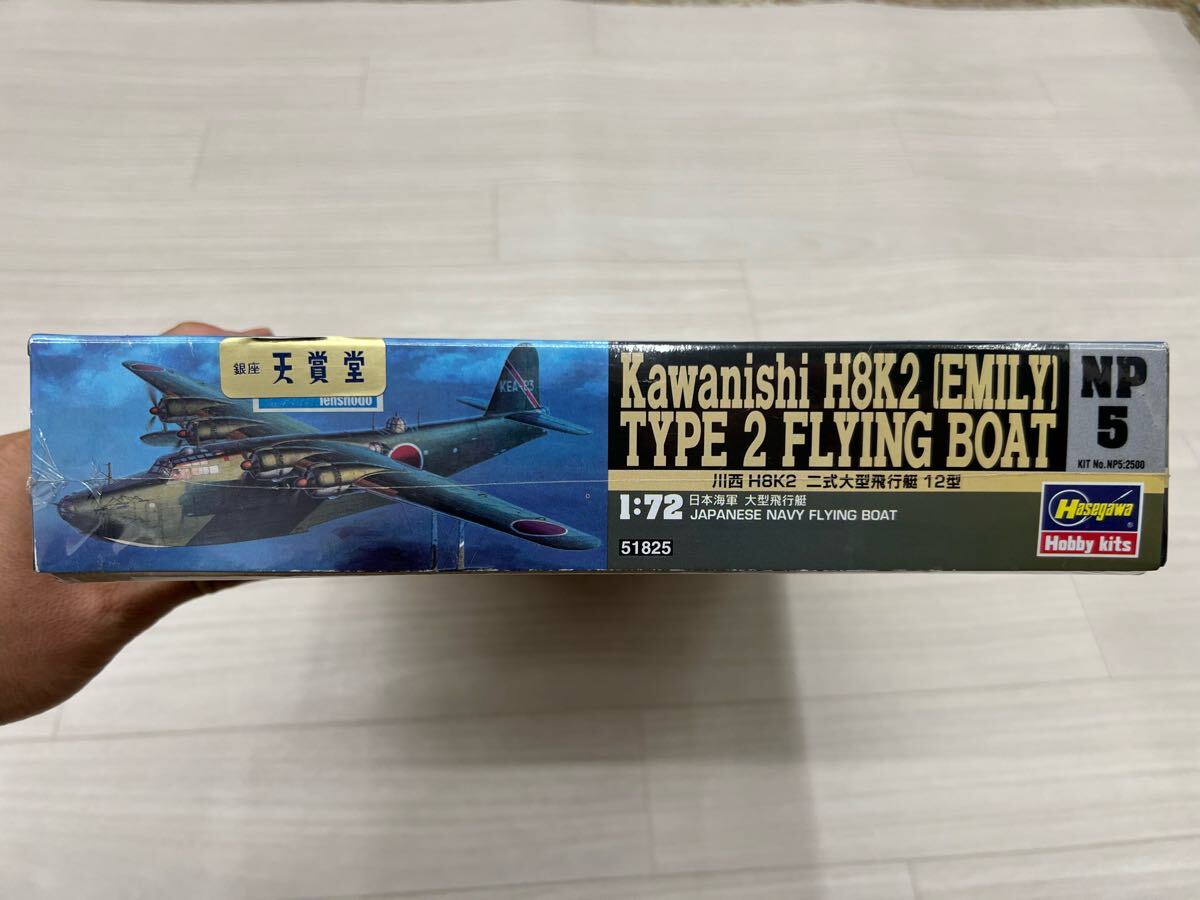 銀座 天賞堂
Tenshodo
KEA-83
Kawanishi H8K2 (EMILY)
TYPE 2 FLYING BOAT
川西 H8K2 二式大型飛行艇 12型
1:72 日本海軍 大型飛行艇
JAPANESE NAVY FLYING BOAT
51825
NP
5
KIT No. NP5:2500
Hasegawa
®
Hobby kits